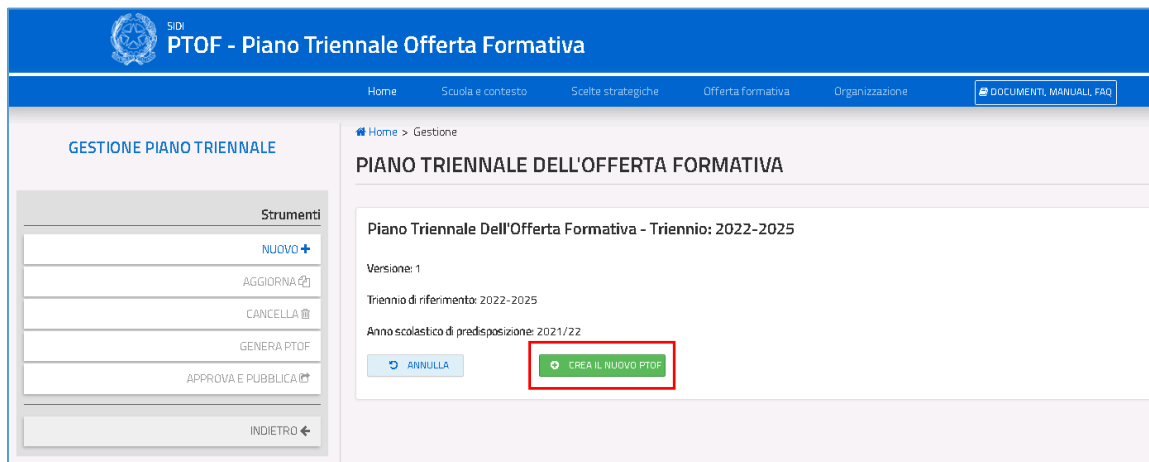 SIDI
PTOF - Piano Triennale Offerta Formativa
Home Scuola e contesto Scelte strategiche Offerta formativa Organizzazione DOCUMENTI, MANUALI, FAQ
GESTIONE PIANO TRIENNALE
Strumenti
NUOVO
AGGIORNA
CANCELLA
GENERA PTOF
APPROVA E PUBBLICA
INDIETRO
Home > Gestione
PIANO TRIENNALE DELL'OFFERTA FORMATIVA
Piano Triennale Dell'Offerta Formativa - Triennio: 2022-2025
Versione: 1
Triennio di riferimento: 2022-2025
Anno scolastico di predisposizione: 2021/22
ANNULLA CREA IL NUOVO PTOF